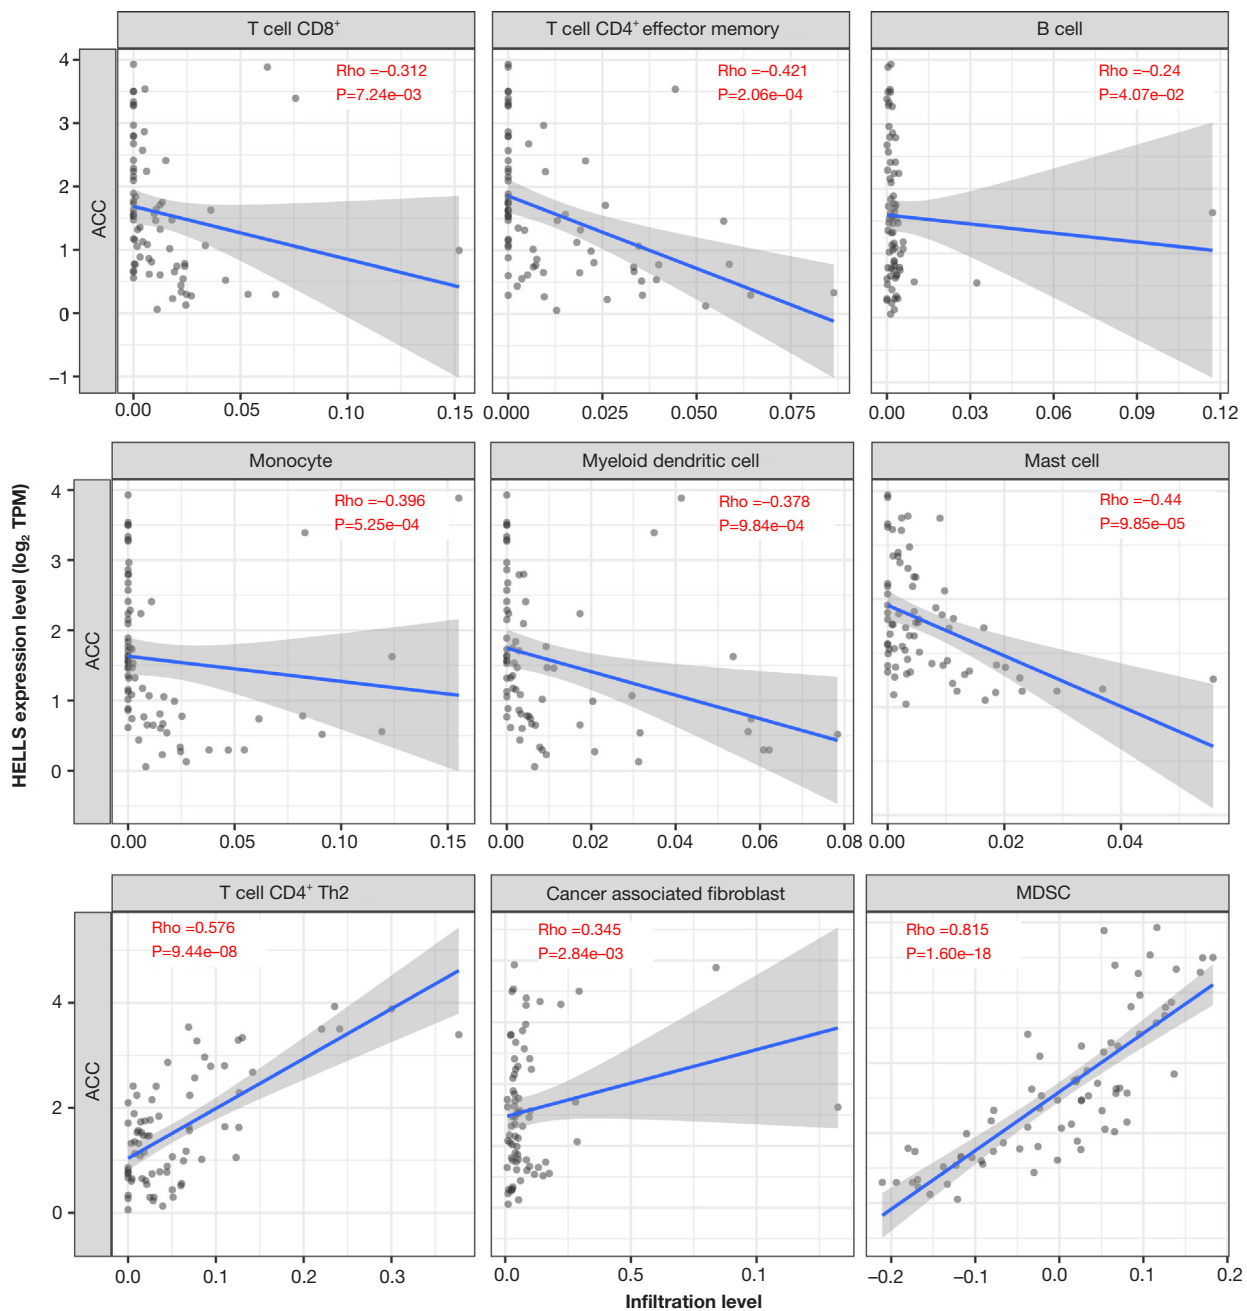 T cell CD8⁺
T cell CD4⁺ effector memory
B cell
Rho =–0.312
P=7.24e–03
Rho =–0.421
P=2.06e–04
Rho =–0.24
P=4.07e–02
ACC
4
3
2
1
0
–1
0.00 0.05 0.10 0.15
0.000 0.025 0.050 0.075
0.00 0.03 0.06 0.09 0.12
Monocyte
Myeloid dendritic cell
Mast cell
Rho =–0.396
P=5.25e–04
Rho =–0.378
P=9.84e–04
Rho =–0.44
P=9.85e–05
HELLS expression level (log₂ TPM)
ACC
4
3
2
1
0
0.00 0.05 0.10 0.15
0.00 0.02 0.04 0.06 0.08
0.00 0.02 0.04
T cell CD4⁺ Th2
Cancer associated fibroblast
MDSC
Rho =0.576
P=9.44e–08
Rho =0.345
P=2.84e–03
Rho =0.815
P=1.60e–18
ACC
4
2
0
0.0 0.1 0.2 0.3
0.0 0.5 0.1
–0.2 –0.1 0.0 0.1 0.2
Infiltration level